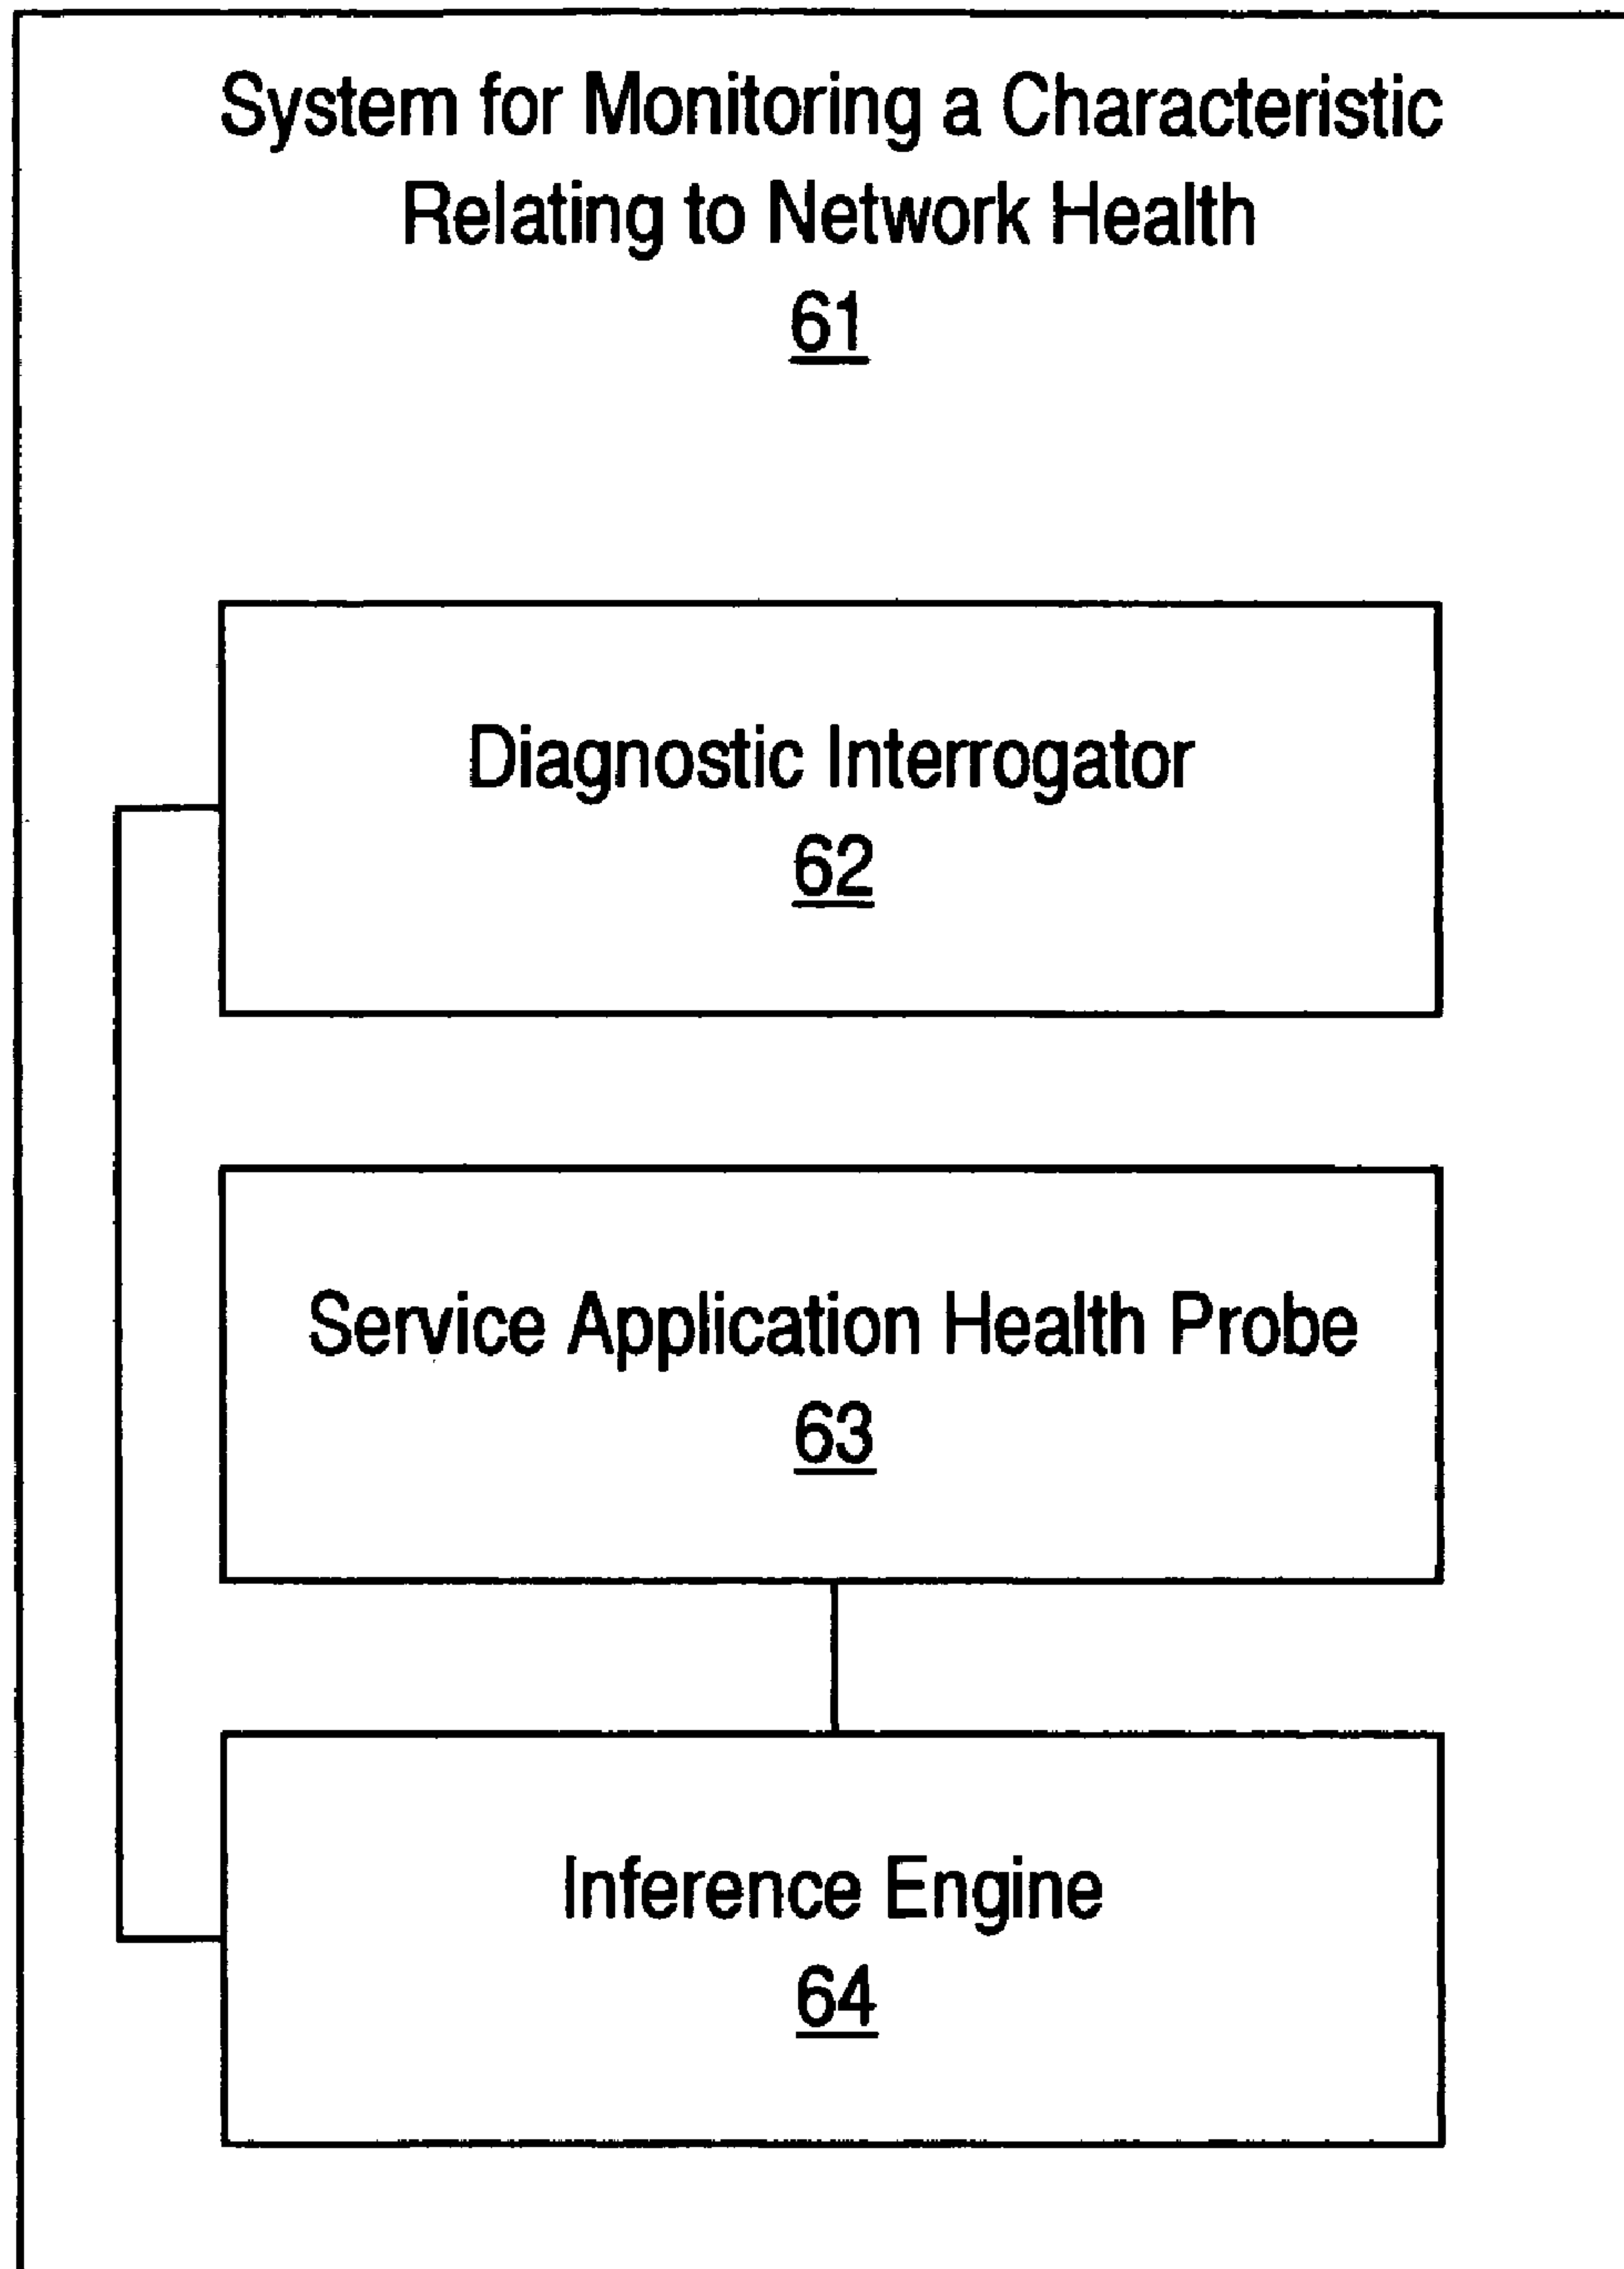 System for Monitoring a Characteristic
Relating to Network Health
61
Diagnostic Interrogator
62
Service Application Health Probe
63
Inference Engine
64